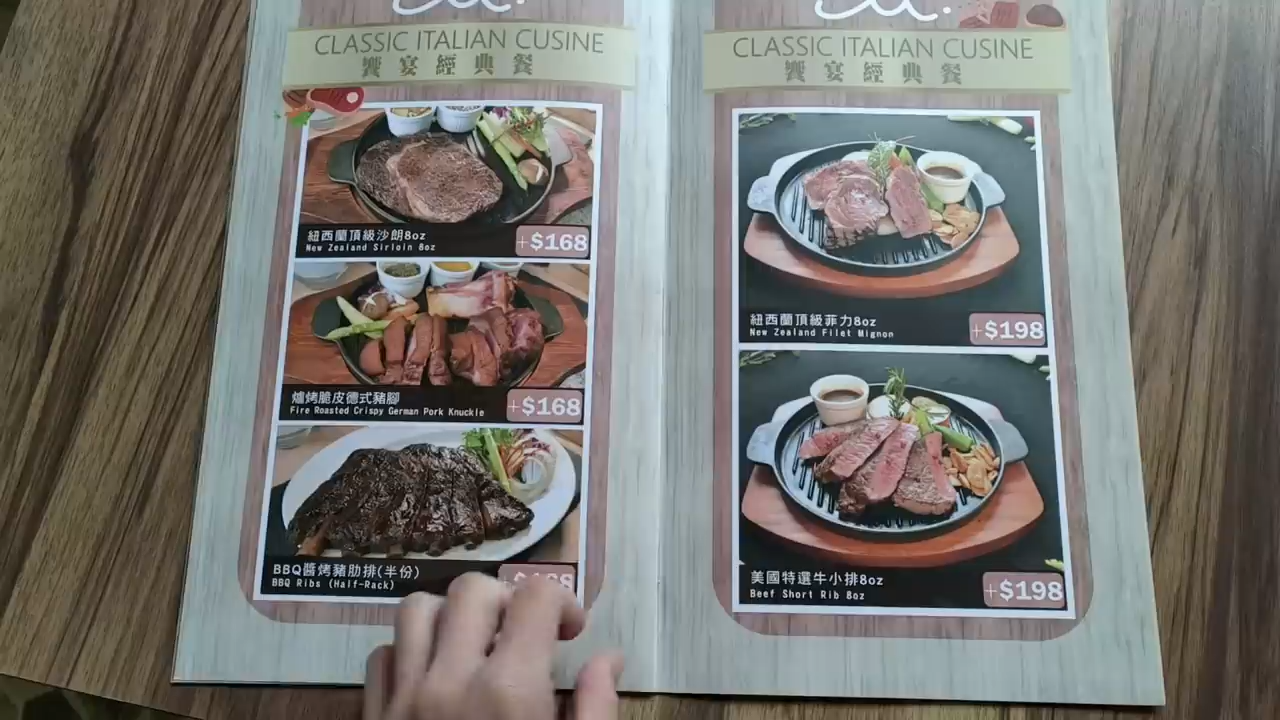 CLASSIC ITALIAN CUSINE
饗宴經典餐
紐西蘭頂級沙朗8oz
New Zealand Sirloin 8oz
+$168
爐烤脆皮德式豬腳
Fire Roasted Crispy German Pork Knuckle
+$168
BBQ醬烤豬肋排(半份)
BBQ Ribs (Half-Rack)
+$168
CLASSIC ITALIAN CUSINE
饗宴經典餐
紐西蘭頂級菲力8oz
New Zealand Filet Mignon
+$198
美國特選牛小排8oz
Beef Short Rib 8oz
+$198